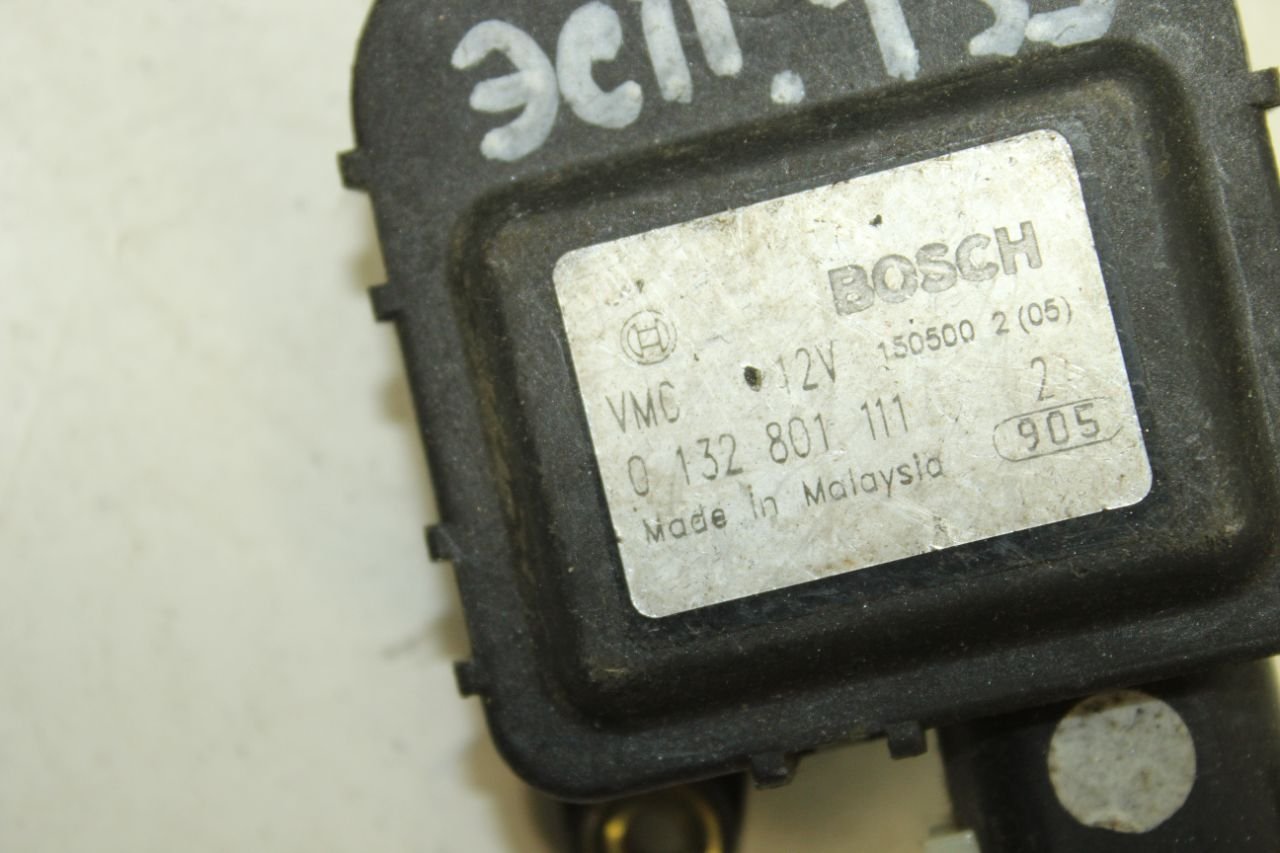 ЭСП.
BOSCH
150500 2 (05)
VMC 12V 2
0 132 801 111 905
Made in Malaysia